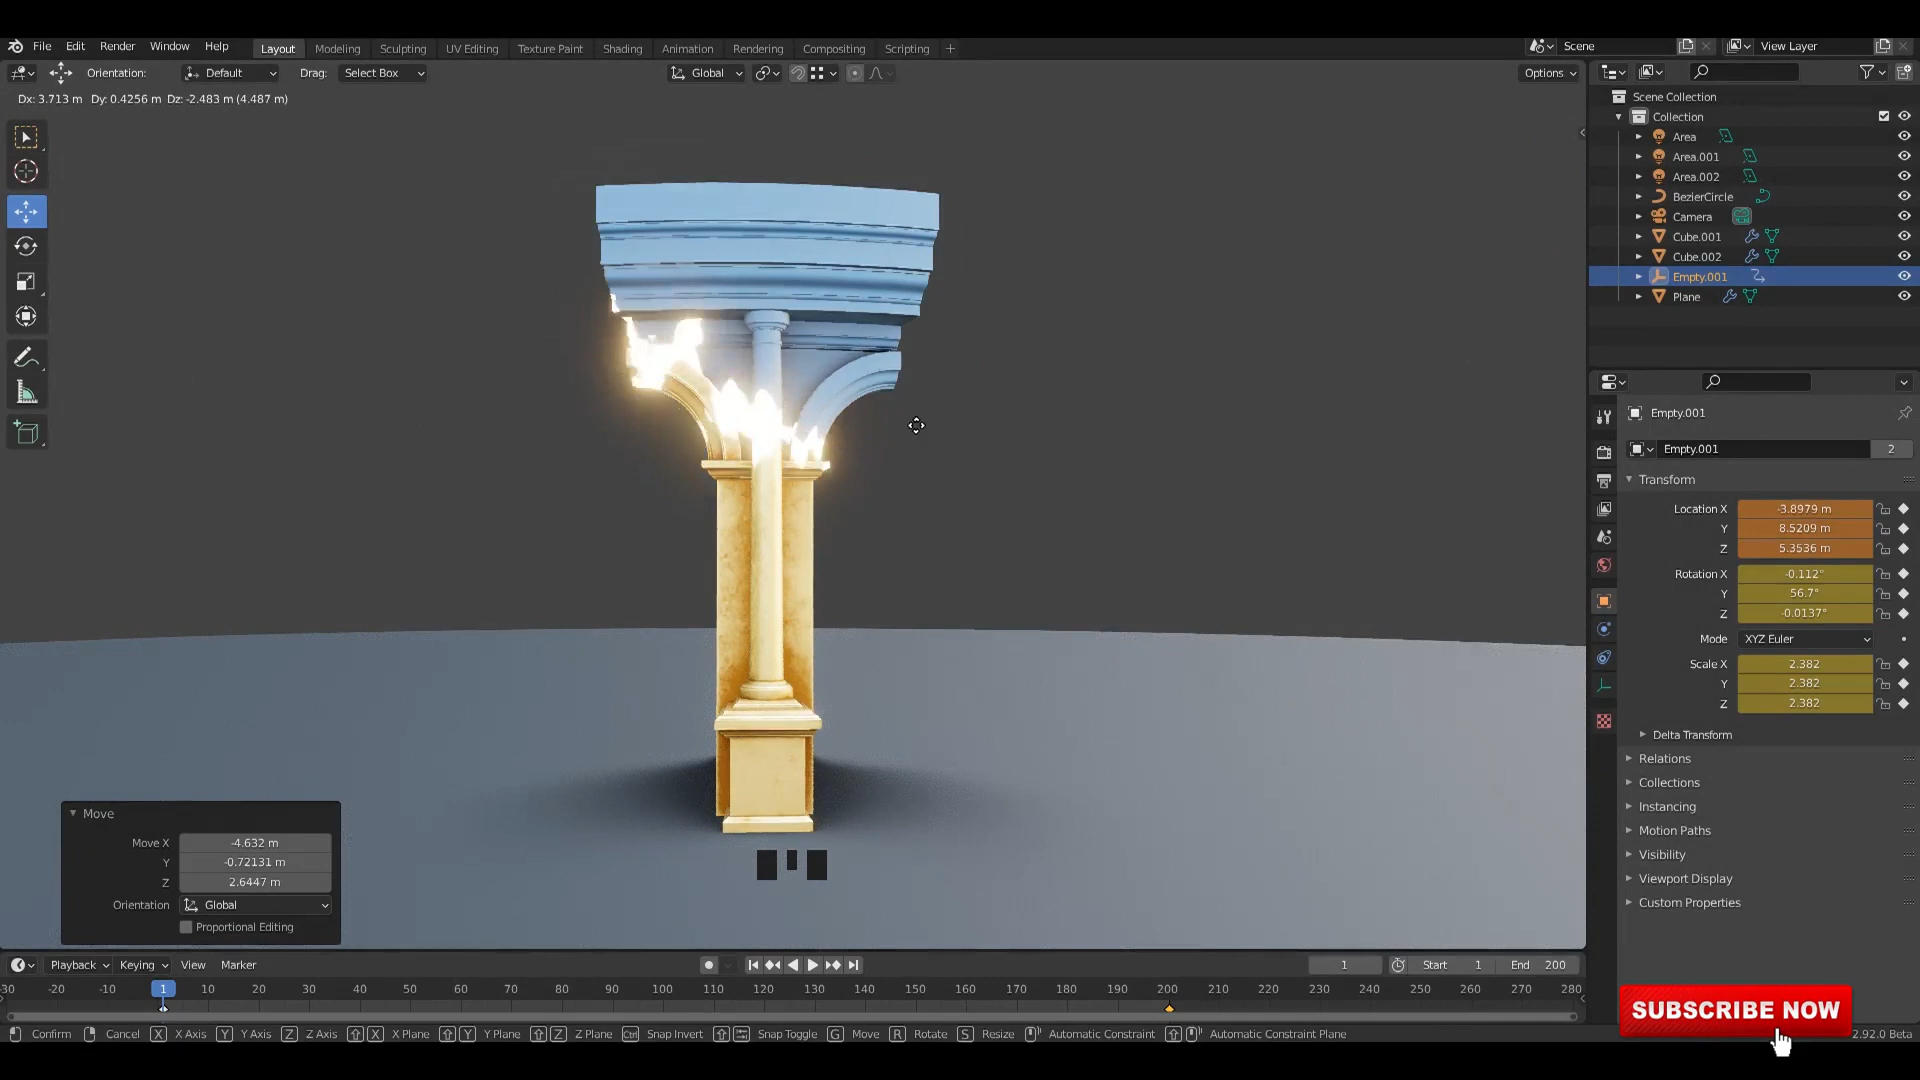 File Edit Render Window Help Layout Modeling Sculpting UV Editing Texture Paint Shading Animation Rendering Compositing Scripting + Scene View Layer
Orientation: Default Drag: Select Box Global Options
Dx: 3.713 m Dy: 0.4256 m Dz: -2.483 m (4.487 m)
Scene Collection
Collection
Area
Area.001
Area.002
BezierCircle
Camera
Cube.001
Cube.002
Empty.001
Plane
Empty.001
Empty.001 2
Transform
Location X -3.8979 m
Y 8.5209 m
Z 5.3536 m
Rotation X -0.112°
Y 56.7°
Z -0.0137°
Mode XYZ Euler
Scale X 2.382
Y 2.382
Z 2.382
Delta Transform
Relations
Collections
Instancing
Motion Paths
Visibility
Viewport Display
Custom Properties
Move
Move X -4.632 m
Y -0.72131 m
Z 2.6447 m
Orientation Global
Proportional Editing
Playback Keying View Marker 1 Start 1 End 200
-30 -20 -10 1 10 20 30 40 50 60 70 80 90 100 110 120 130 140 150 160 170 180 190 200 210 220 230 240 250 260 270 280
SUBSCRIBE NOW
Confirm Cancel X X Axis Y Y Axis Z Z Axis X X Plane Y Y Plane Z Z Plane Ctrl Snap Invert Snap Toggle G Move R Rotate S Resize Automatic Constraint Automatic Constraint Plane 2.92.0 Beta